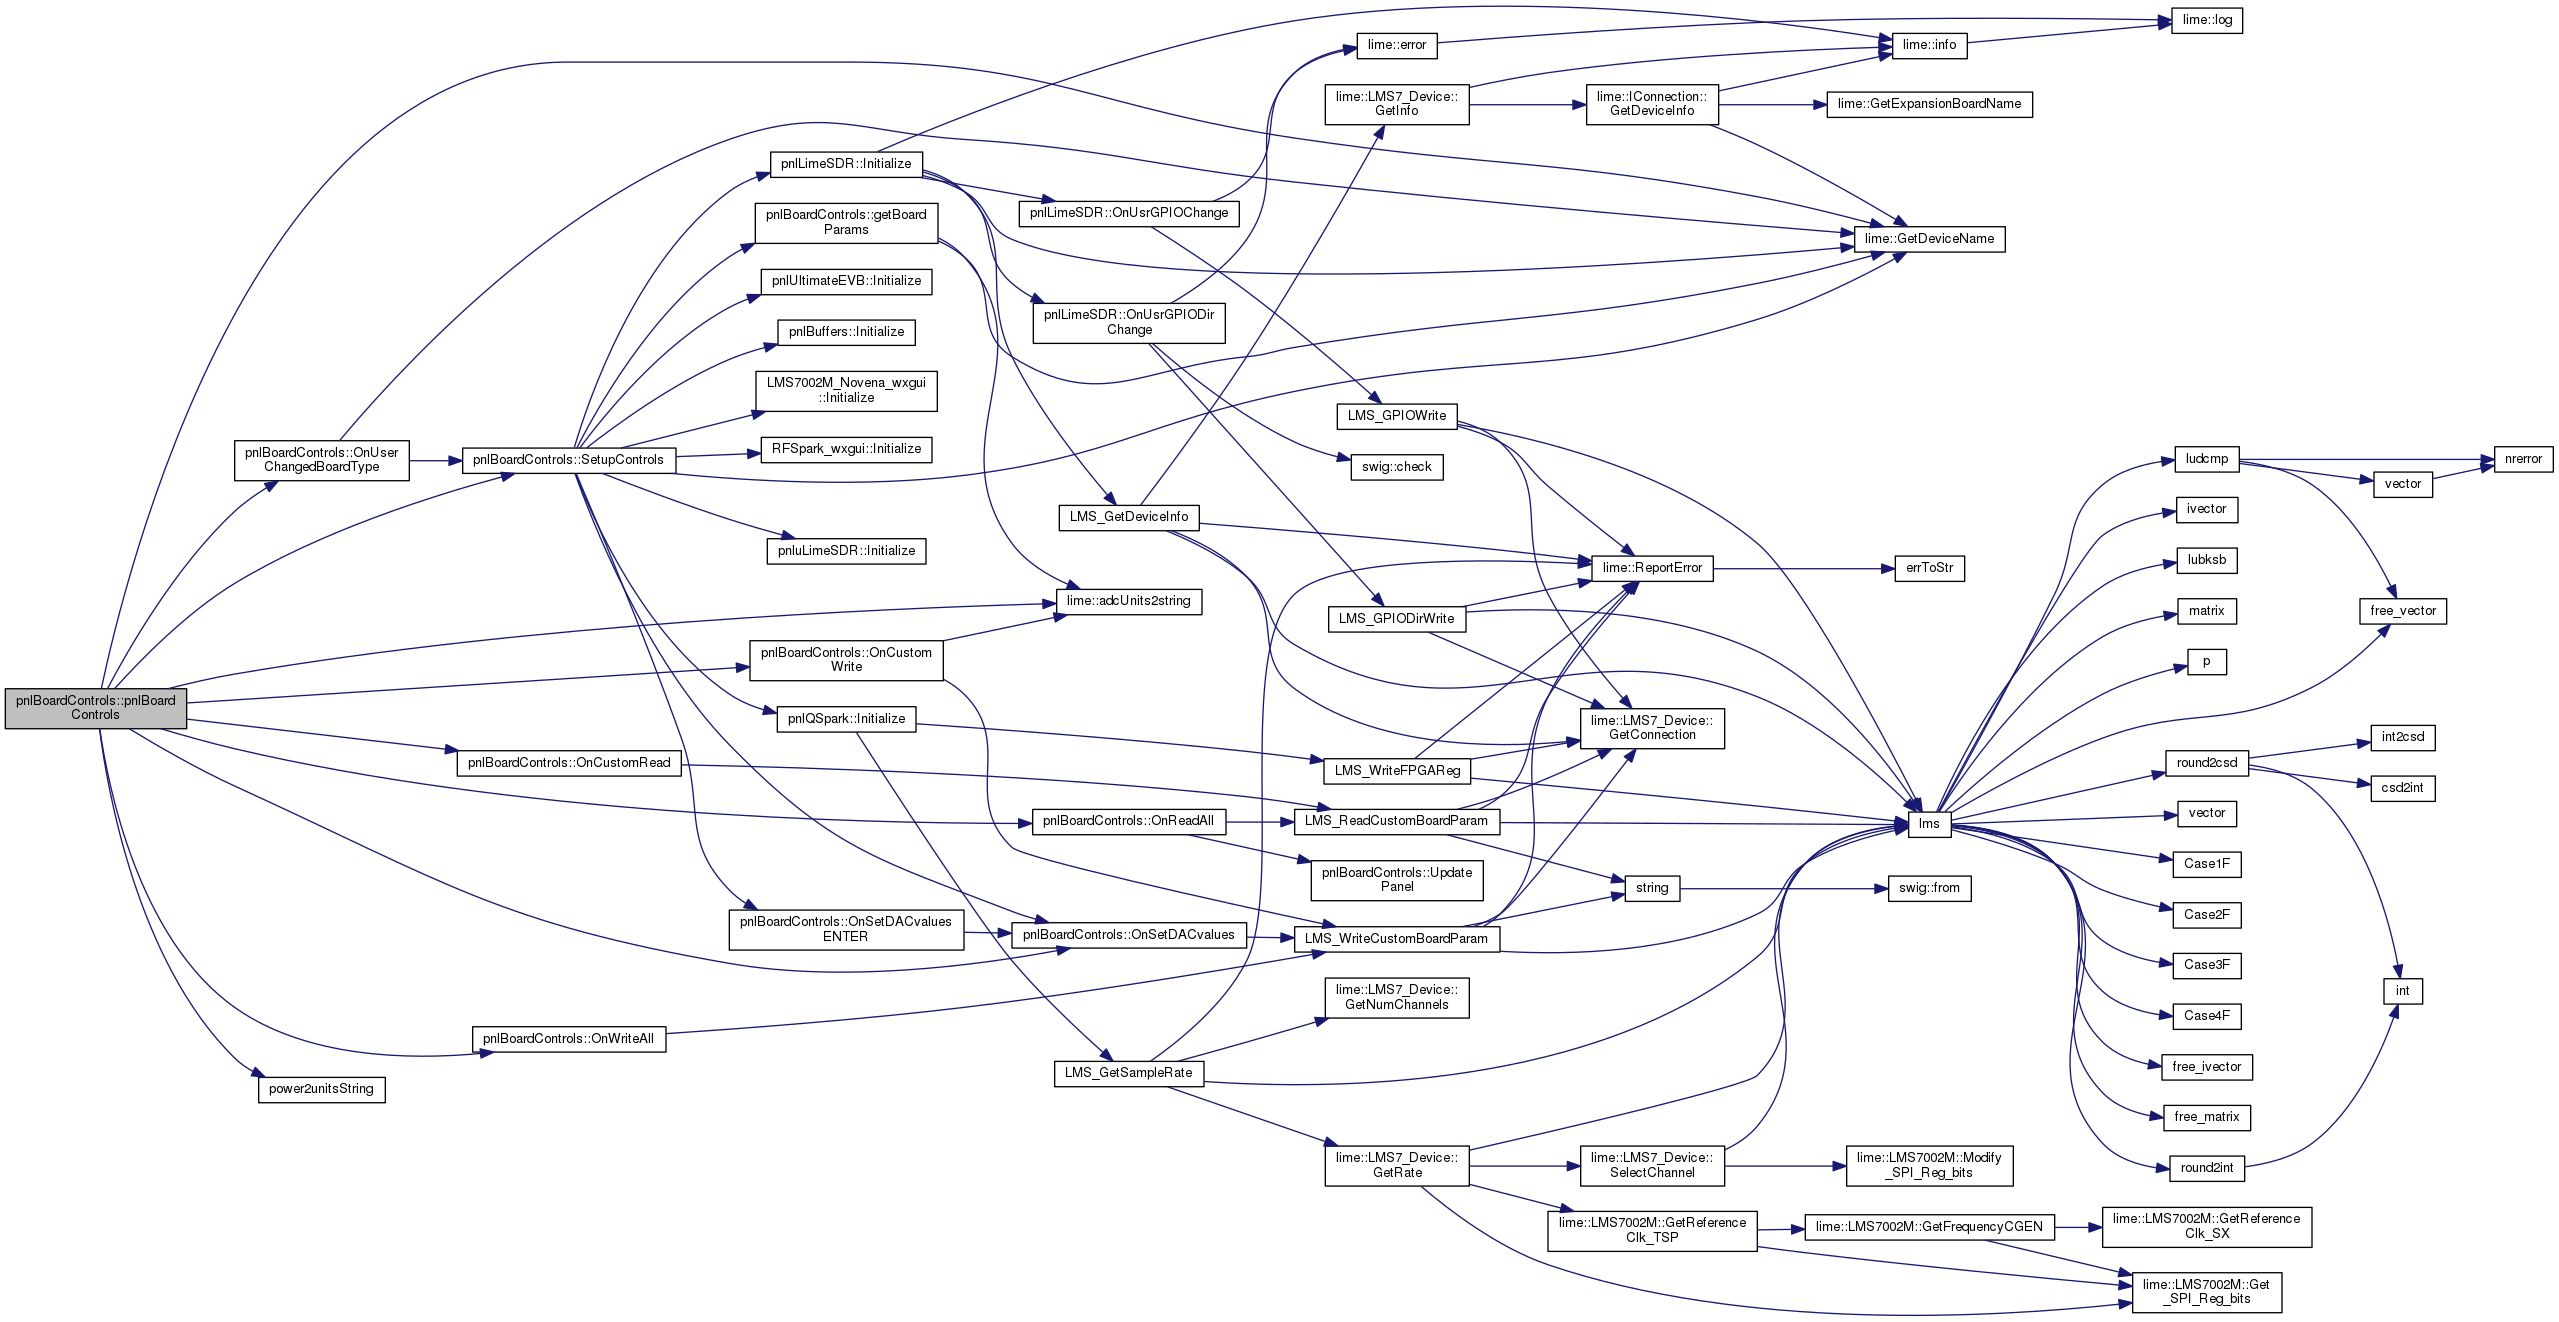 pnlBoardControls::pnlBoard
Controls
pnlBoardControls::OnUser
ChangedBoardType
power2unitsString
pnlBoardControls::SetupControls
pnlBoardControls::OnCustomRead
pnlBoardControls::OnWriteAll
pnlLimeSDR::Initialize
pnlBoardControls::getBoard
Params
pnlUltimateEVB::Initialize
pnlBuffers::Initialize
LMS7002M_Novena_wxgui
::Initialize
RFSpark_wxgui::Initialize
pnluLimeSDR::Initialize
pnlBoardControls::OnCustom
Write
pnlQSpark::Initialize
pnlBoardControls::OnSetDACvalues
ENTER
pnlLimeSDR::OnUsrGPIOChange
pnlLimeSDR::OnUsrGPIODir
Change
LMS_GetDeviceInfo
lime::adcUnits2string
pnlBoardControls::OnReadAll
pnlBoardControls::OnSetDACvalues
LMS_GetSampleRate
lime::error
lime::LMS7_Device::
GetInfo
LMS_GPIOWrite
swig::check
LMS_GPIODirWrite
LMS_WriteFPGAReg
LMS_ReadCustomBoardParam
pnlBoardControls::Update
Panel
LMS_WriteCustomBoardParam
lime::LMS7_Device::
GetNumChannels
lime::LMS7_Device::
GetRate
lime::IConnection::
GetDeviceInfo
lime::ReportError
lime::LMS7_Device::
GetConnection
string
lime::LMS7_Device::
SelectChannel
lime::LMS7002M::GetReference
Clk_TSP
lime::info
lime::GetExpansionBoardName
lime::GetDeviceName
errToStr
lms
swig::from
lime::LMS7002M::Modify
_SPI_Reg_bits
lime::LMS7002M::GetFrequencyCGEN
lime::log
ludcmp
ivector
lubksb
matrix
p
round2csd
vector
Case1F
Case2F
Case3F
Case4F
free_ivector
free_matrix
round2int
lime::LMS7002M::GetReference
Clk_SX
lime::LMS7002M::Get
_SPI_Reg_bits
nrerror
vector
free_vector
int2csd
csd2int
int